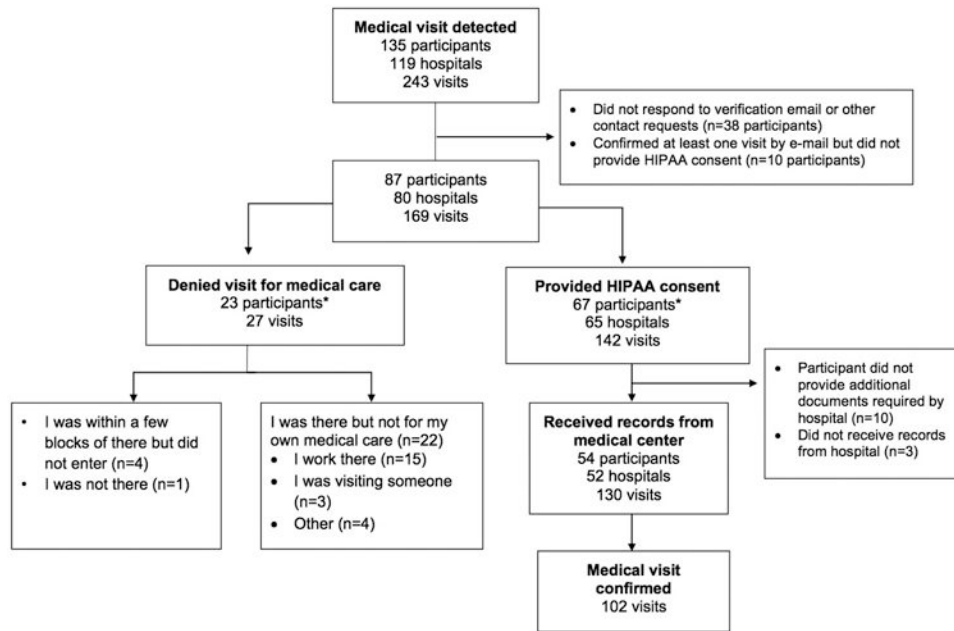 Medical visit detected
135 participants
119 hospitals
243 visits
• Did not respond to verification email or other
contact requests (n=38 participants)
• Confirmed at least one visit by e-mail but did not
provide HIPAA consent (n=10 participants)
87 participants
80 hospitals
169 visits
Denied visit for medical care
23 participants*
27 visits
Provided HIPAA consent
67 participants*
65 hospitals
142 visits
• Participant did not
provide additional
documents required by
hospital (n=10)
• Did not receive records
from hospital (n=3)
• I was within a few
blocks of there but did
not enter (n=4)
• I was not there (n=1)
I was there but not for my
own medical care (n=22)
• I work there (n=15)
• I was visiting someone
(n=3)
• Other (n=4)
Received records from
medical center
54 participants
52 hospitals
130 visits
Medical visit
confirmed
102 visits